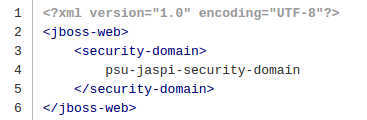 1 <?xml version="1.0" encoding="UTF-8"?>
2 <jboss-web>
3     <security-domain>
4         psu-jaspi-security-domain
5     </security-domain>
6 </jboss-web>